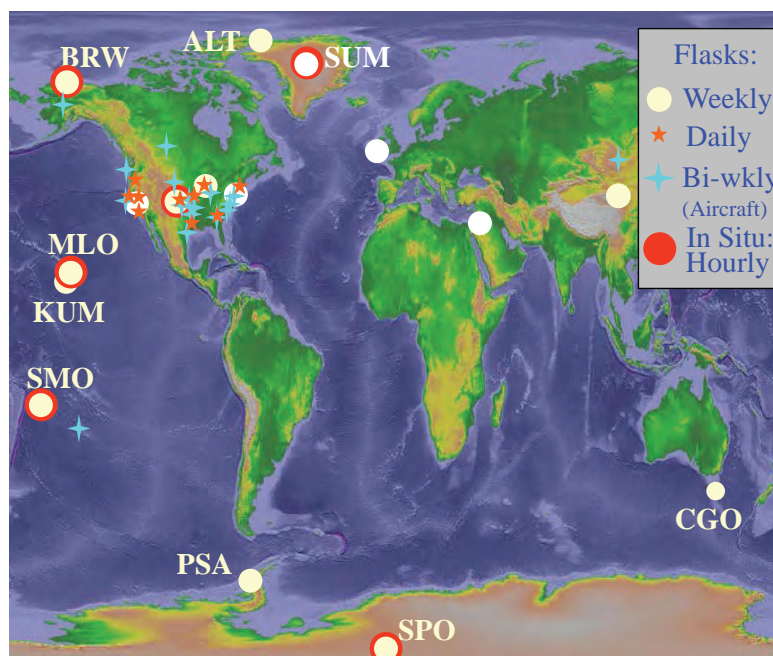 ALT
BRW
SUM
Flasks:
Weekly
Daily
Bi-wkly
(Aircraft)
In Situ:
Hourly
MLO
KUM
SMO
CGO
PSA
SPO